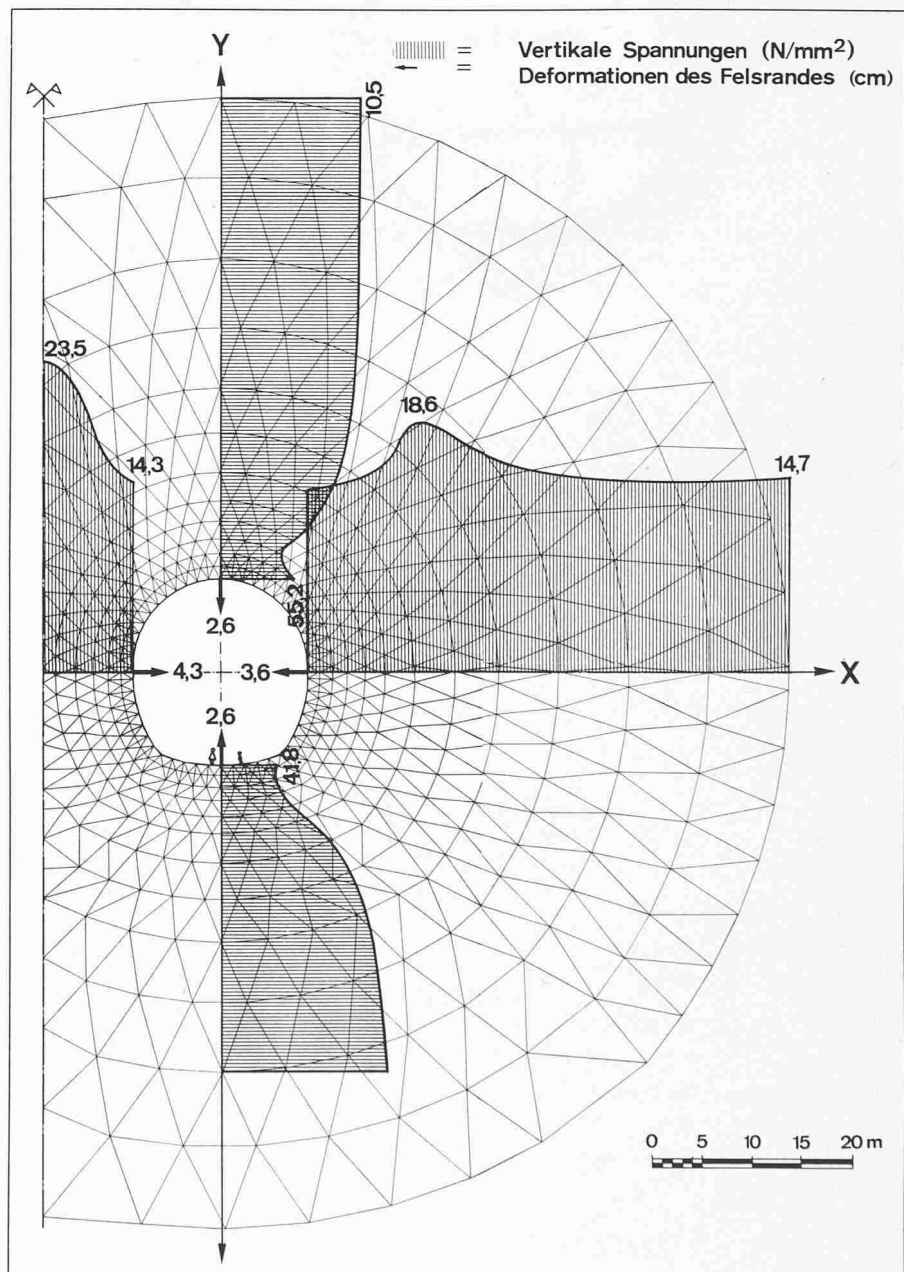 Y
= Vertikale Spannungen (N/mm²)
= Deformationen des Felsrandes (cm)
10,5
23,5
18,6
14,3
14,7
55,2
2,6
4,3
3,6
X
2,6
41,8
0 5 10 15 20 m